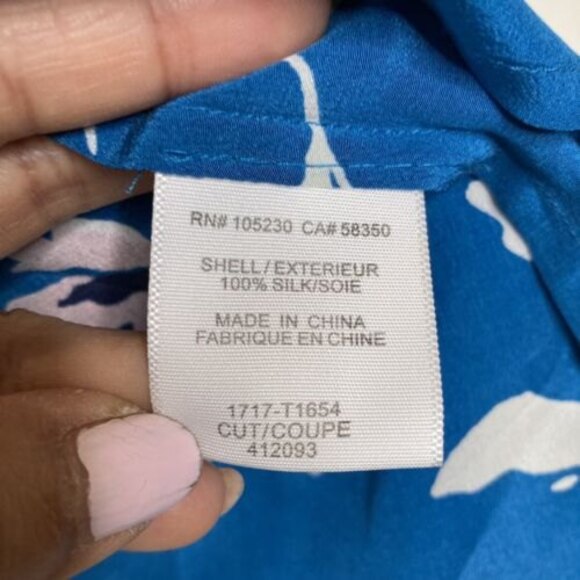 RN# 105230 CA# 58350
SHELL/EXTERIEUR
100% SILK/SOIE
MADE IN CHINA
FABRIQUE EN CHINE
1717-T1654
CUT/COUPE
412093